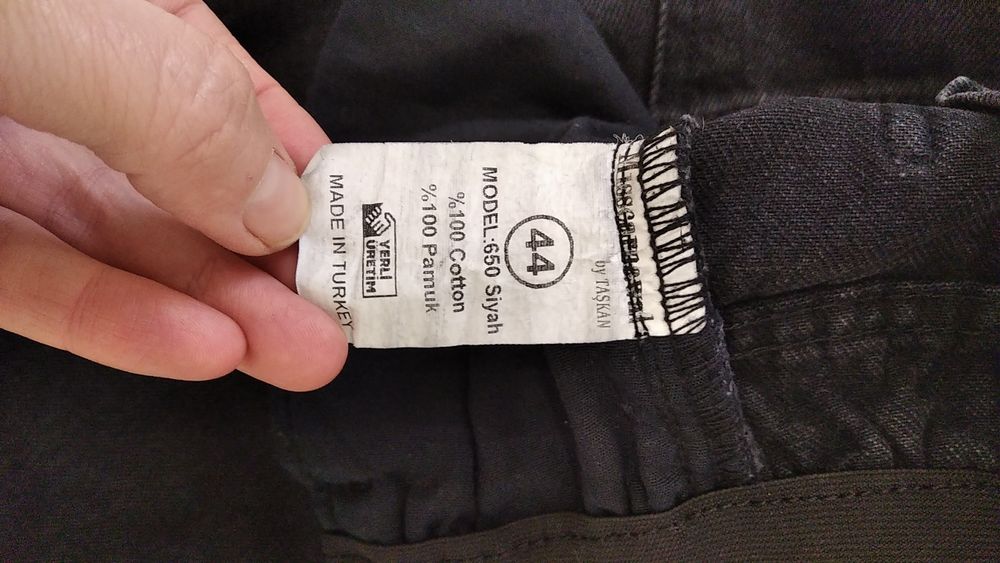 by TAŞKAN
44
MODEL:650 Siyah
%100 Cotton
%100 Pamuk
YERLİ
ÜRETİM
MADE IN TURKEY